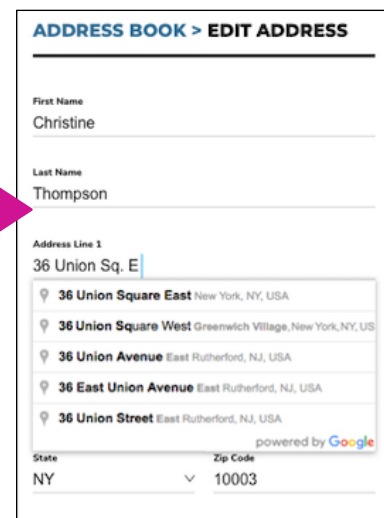 ADDRESS BOOK > EDIT ADDRESS
First Name
Christine
Last Name
Thompson
Address Line 1
36 Union Sq. E
36 Union Square East New York, NY, USA
36 Union Square West Greenwich Village, New York, NY, US
36 Union Avenue East Rutherford, NJ, USA
36 East Union Avenue East Rutherford, NJ, USA
36 Union Street East Rutherford, NJ, USA
powered by Google
State Zip Code
NY 10003